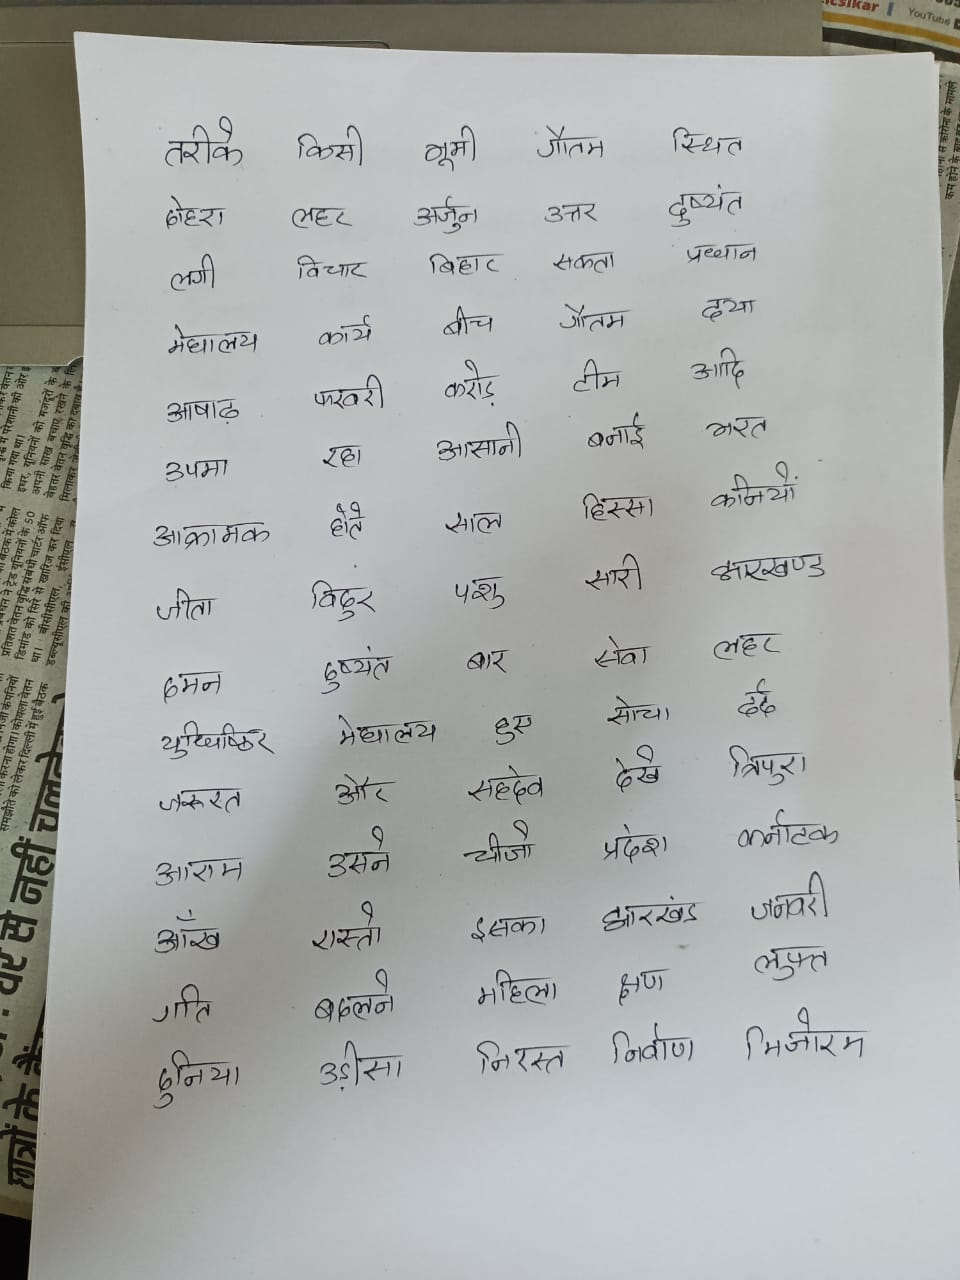 तरीके किसी भूमी गौतम स्थित
दोहरा लहर अर्जुन उत्तर दुष्यंत
लगी विचार बिहार सकता प्रधान
मेघालय कार्य बीच गौतम दया
आषाढ़ फरवरी करोड़ टीम आदि
उपमा रहा आसानी बनाई भरत
आक्रामक होते साल हिस्सा कनियों
जीता विदुर पशु सारी झारखण्ड
दमन दुष्यंत बार सेवा लहर
युधिष्ठिर मेघालय हुए सोचा दर्द
जरूरत और सहदेव देखे त्रिपुरा
आराम उसने चीजो प्रदेश कर्नाटक
आँख रास्तो इसका झारखंड जनवरी
गति बदलने महिला क्षण लुफ्त
दुनिया उड़ीसा निरस्त निर्वाण मिजोरम
YouTube